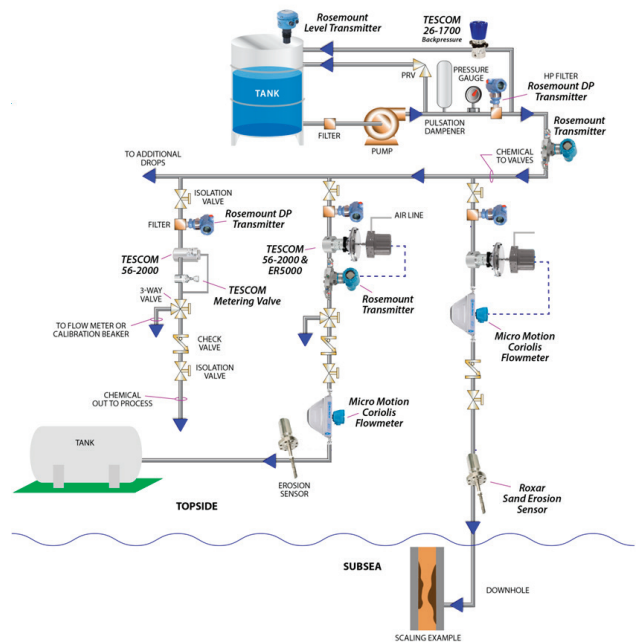 Rosemount
Level Transmitter
TESCOM
26-1700
Backpressure
TANK
PRV
PRESSURE
GAUGE
HP FILTER
Rosemount DP
Transmitter
FILTER
PUMP
PULSATION
DAMPENER
Rosemount
Transmitter
TO ADDITIONAL
DROPS
CHEMICAL
TO VALVES
ISOLATION
VALVE
FILTER
Rosemount DP
Transmitter
AIR LINE
TESCOM
56-2000
TESCOM
56-2000 &
ER5000
TESCOM
Metering Valve
Rosemount
Transmitter
3-WAY
VALVE
TO FLOW METER OR
CALIBRATION BEAKER
CHECK
VALVE
Micro Motion
Coriolis
Flowmeter
ISOLATION
VALVE
CHEMICAL
OUT TO PROCESS
Micro Motion
Coriolis
Flowmeter
TANK
EROSION
SENSOR
Roxar
Sand Erosion
Sensor
TOPSIDE
SUBSEA
DOWNHOLE
SCALING EXAMPLE